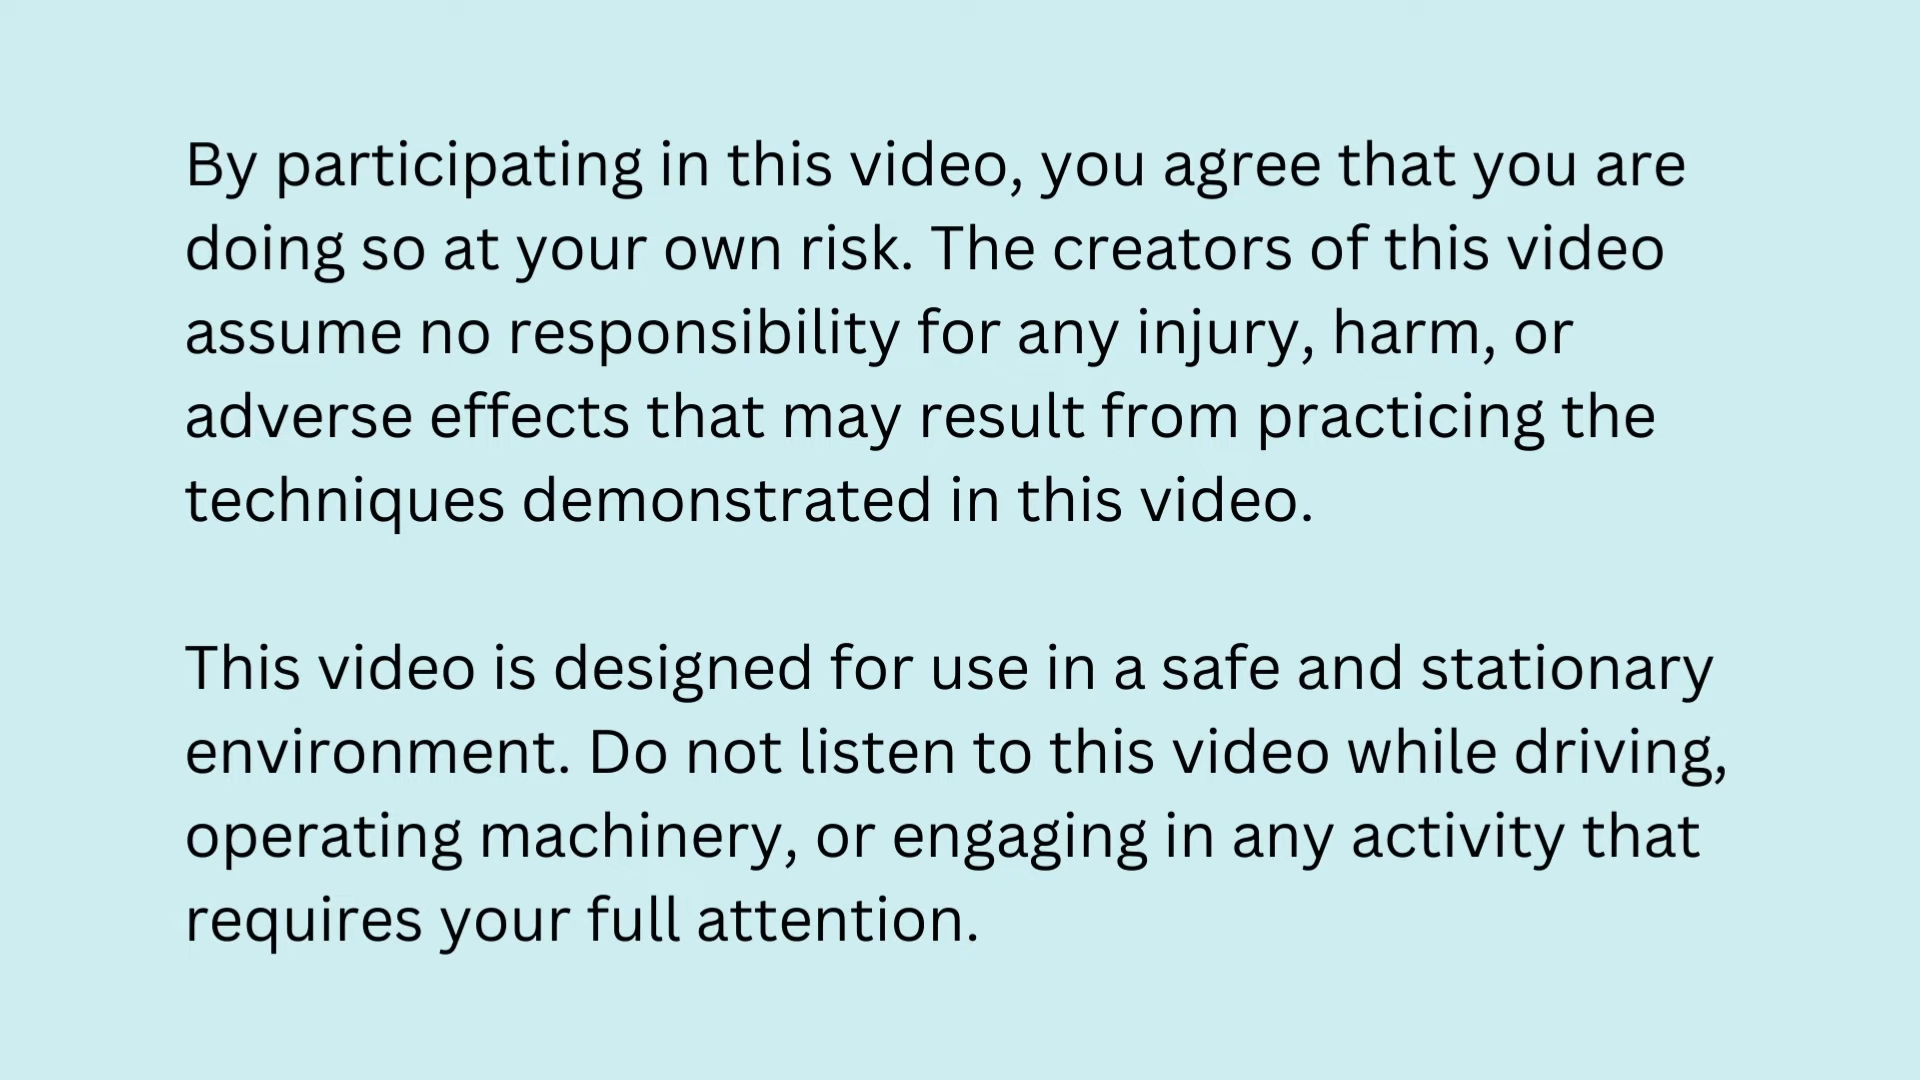 By participating in this video, you agree that you are
doing so at your own risk. The creators of this video
assume no responsibility for any injury, harm, or
adverse effects that may result from practicing the
techniques demonstrated in this video.
This video is designed for use in a safe and stationary
environment. Do not listen to this video while driving,
operating machinery, or engaging in any activity that
requires your full attention.